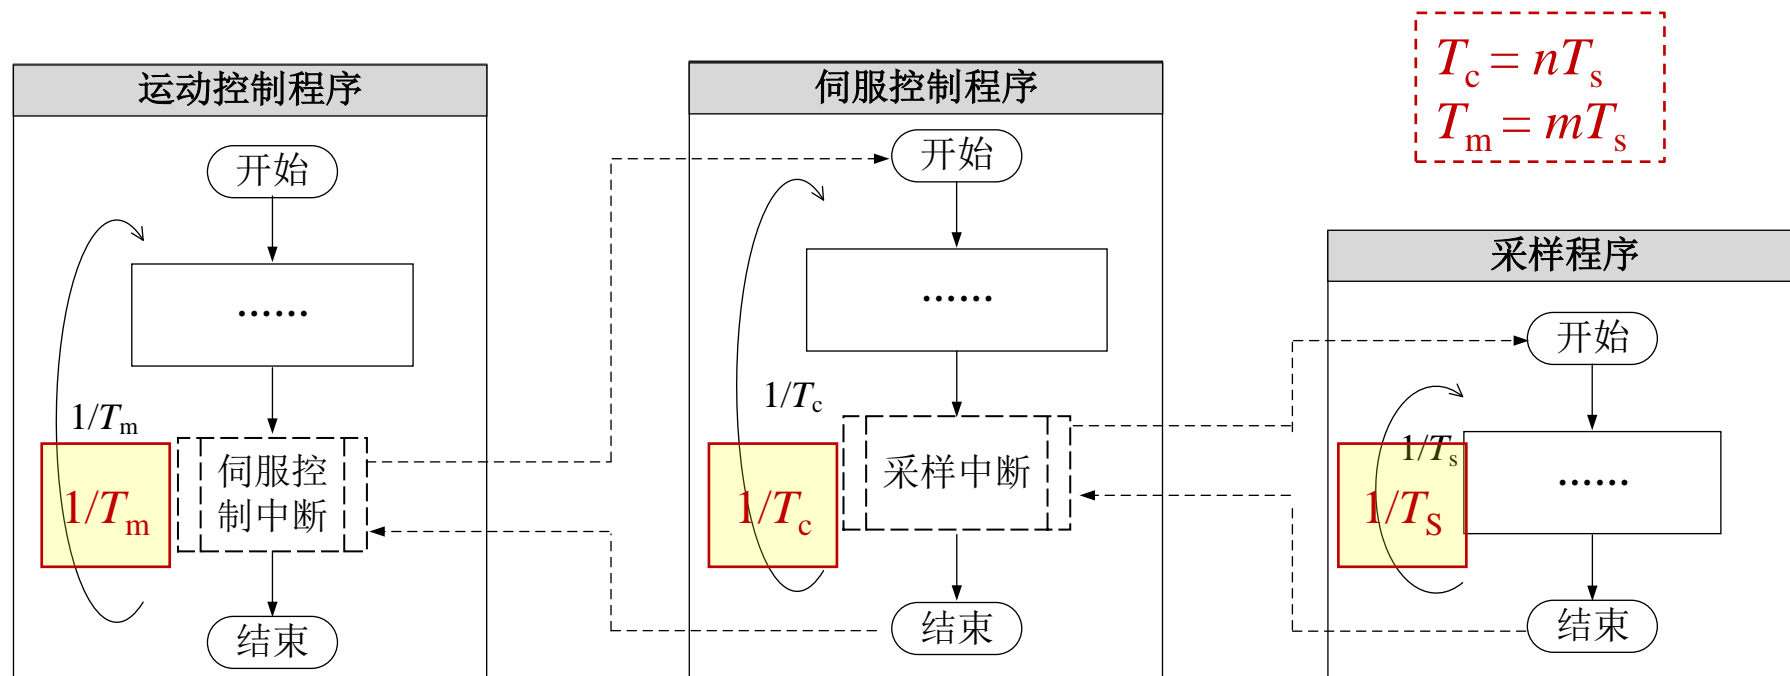 运动控制程序
开始
……
1/Tm
1/Tm
伺服控
制中断
结束
伺服控制程序
开始
……
1/Tc
1/Tc
采样中断
结束
Tc = nTs
Tm = mTs
采样程序
开始
1/Ts
1/TS
……
结束